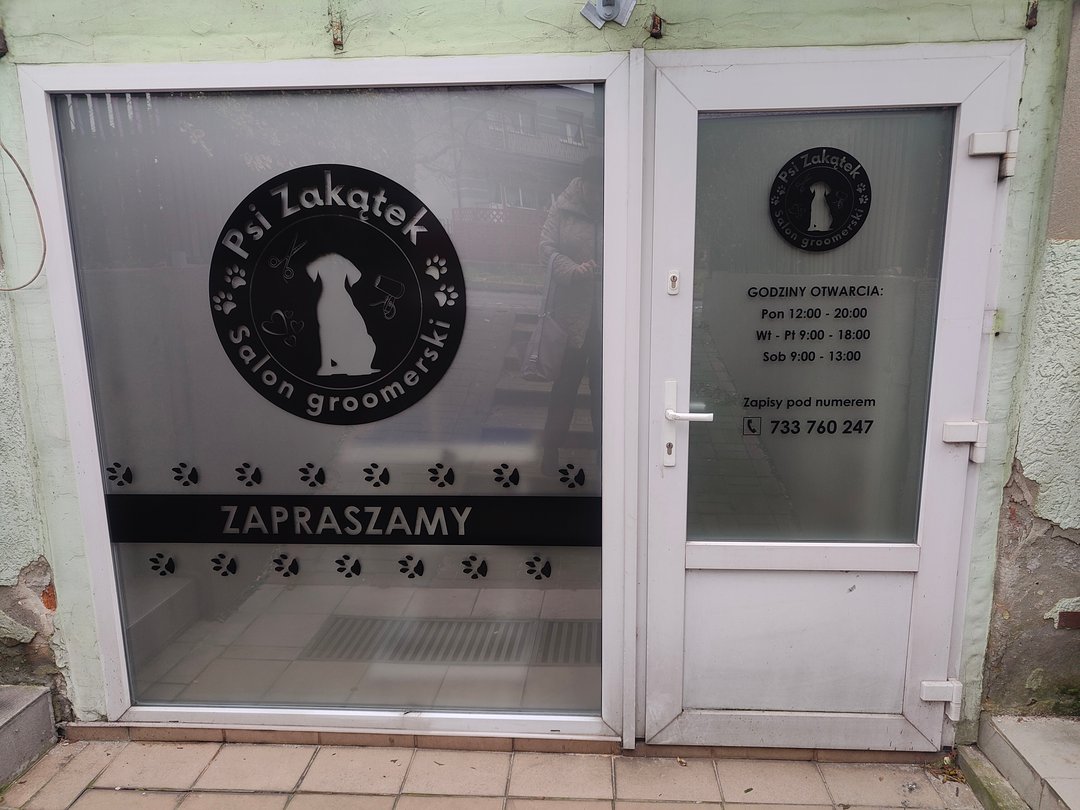 Psi Zakątek
Salon groomerski
ZAPRASZAMY
Psi Zakątek
Salon groomerski
GODZINY OTWARCIA:
Pon 12:00 - 20:00
Wt - Pt 9:00 - 18:00
Sob 9:00 - 13:00
Zapisy pod numerem
733 760 247